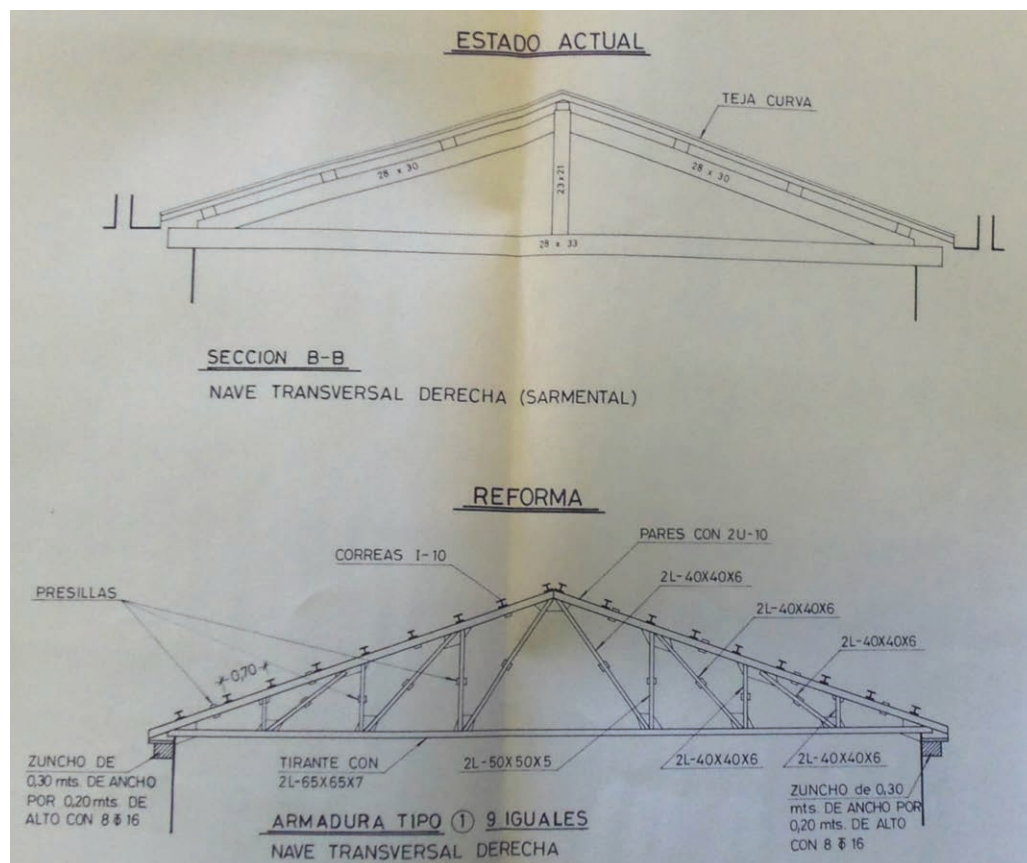 ESTADO ACTUAL
TEJA CURVA
28 x 30
23x21
28 x 30
28 x 33
SECCION B-B
NAVE TRANSVERSAL DERECHA (SARMENTAL)
REFORMA
CORREAS I-10
PARES CON 2U-10
PRESILLAS
2L-40X40X6
2L-40X40X6
2L-40X40X6
0,70
ZUNCHO DE
0,30 mts. DE ANCHO
POR 0,20 mts. DE
ALTO CON 8 ϕ 16
TIRANTE CON
2L-65X65X7
2L-50X50X5
2L-40X40X6
2L-40X40X6
ZUNCHO de 0,30
mts. DE ANCHO POR
0,20 mts. DE ALTO
CON 8 ϕ 16
ARMADURA TIPO ① 9 IGUALES
NAVE TRANSVERSAL DERECHA